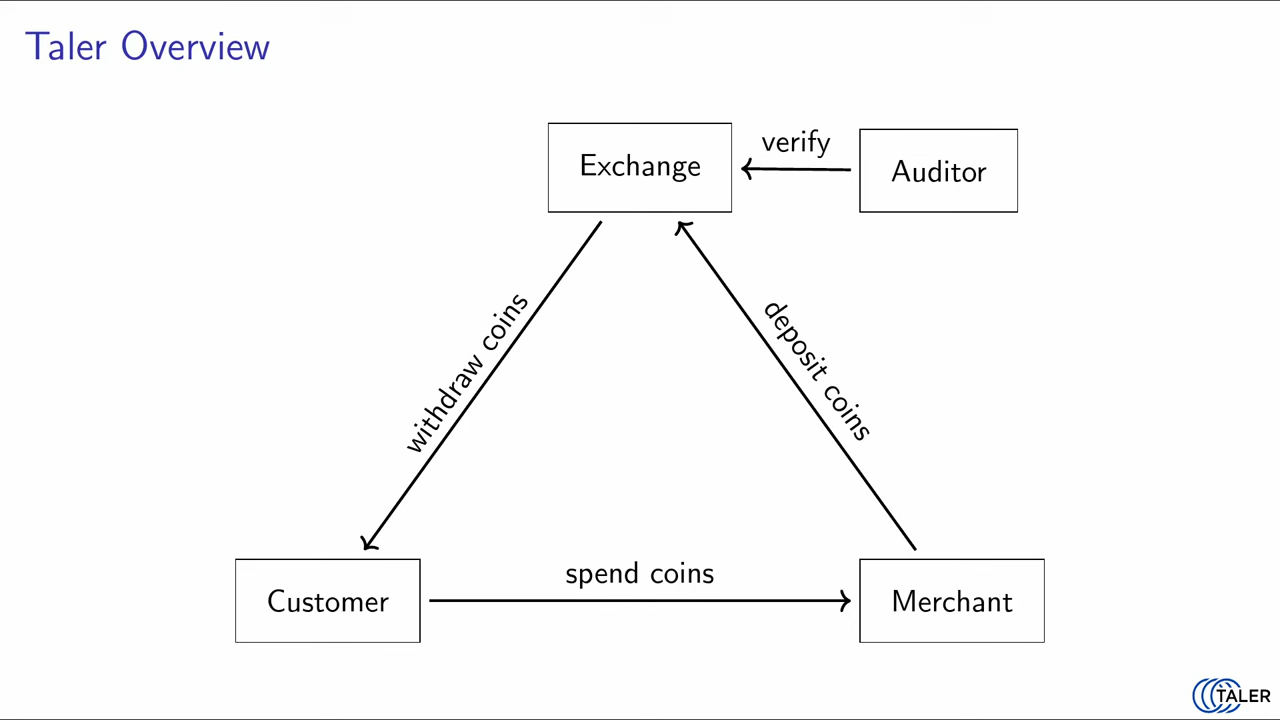 Taler Overview
verify
Exchange
Auditor
withdraw coins
deposit coins
spend coins
Customer
Merchant
TALER